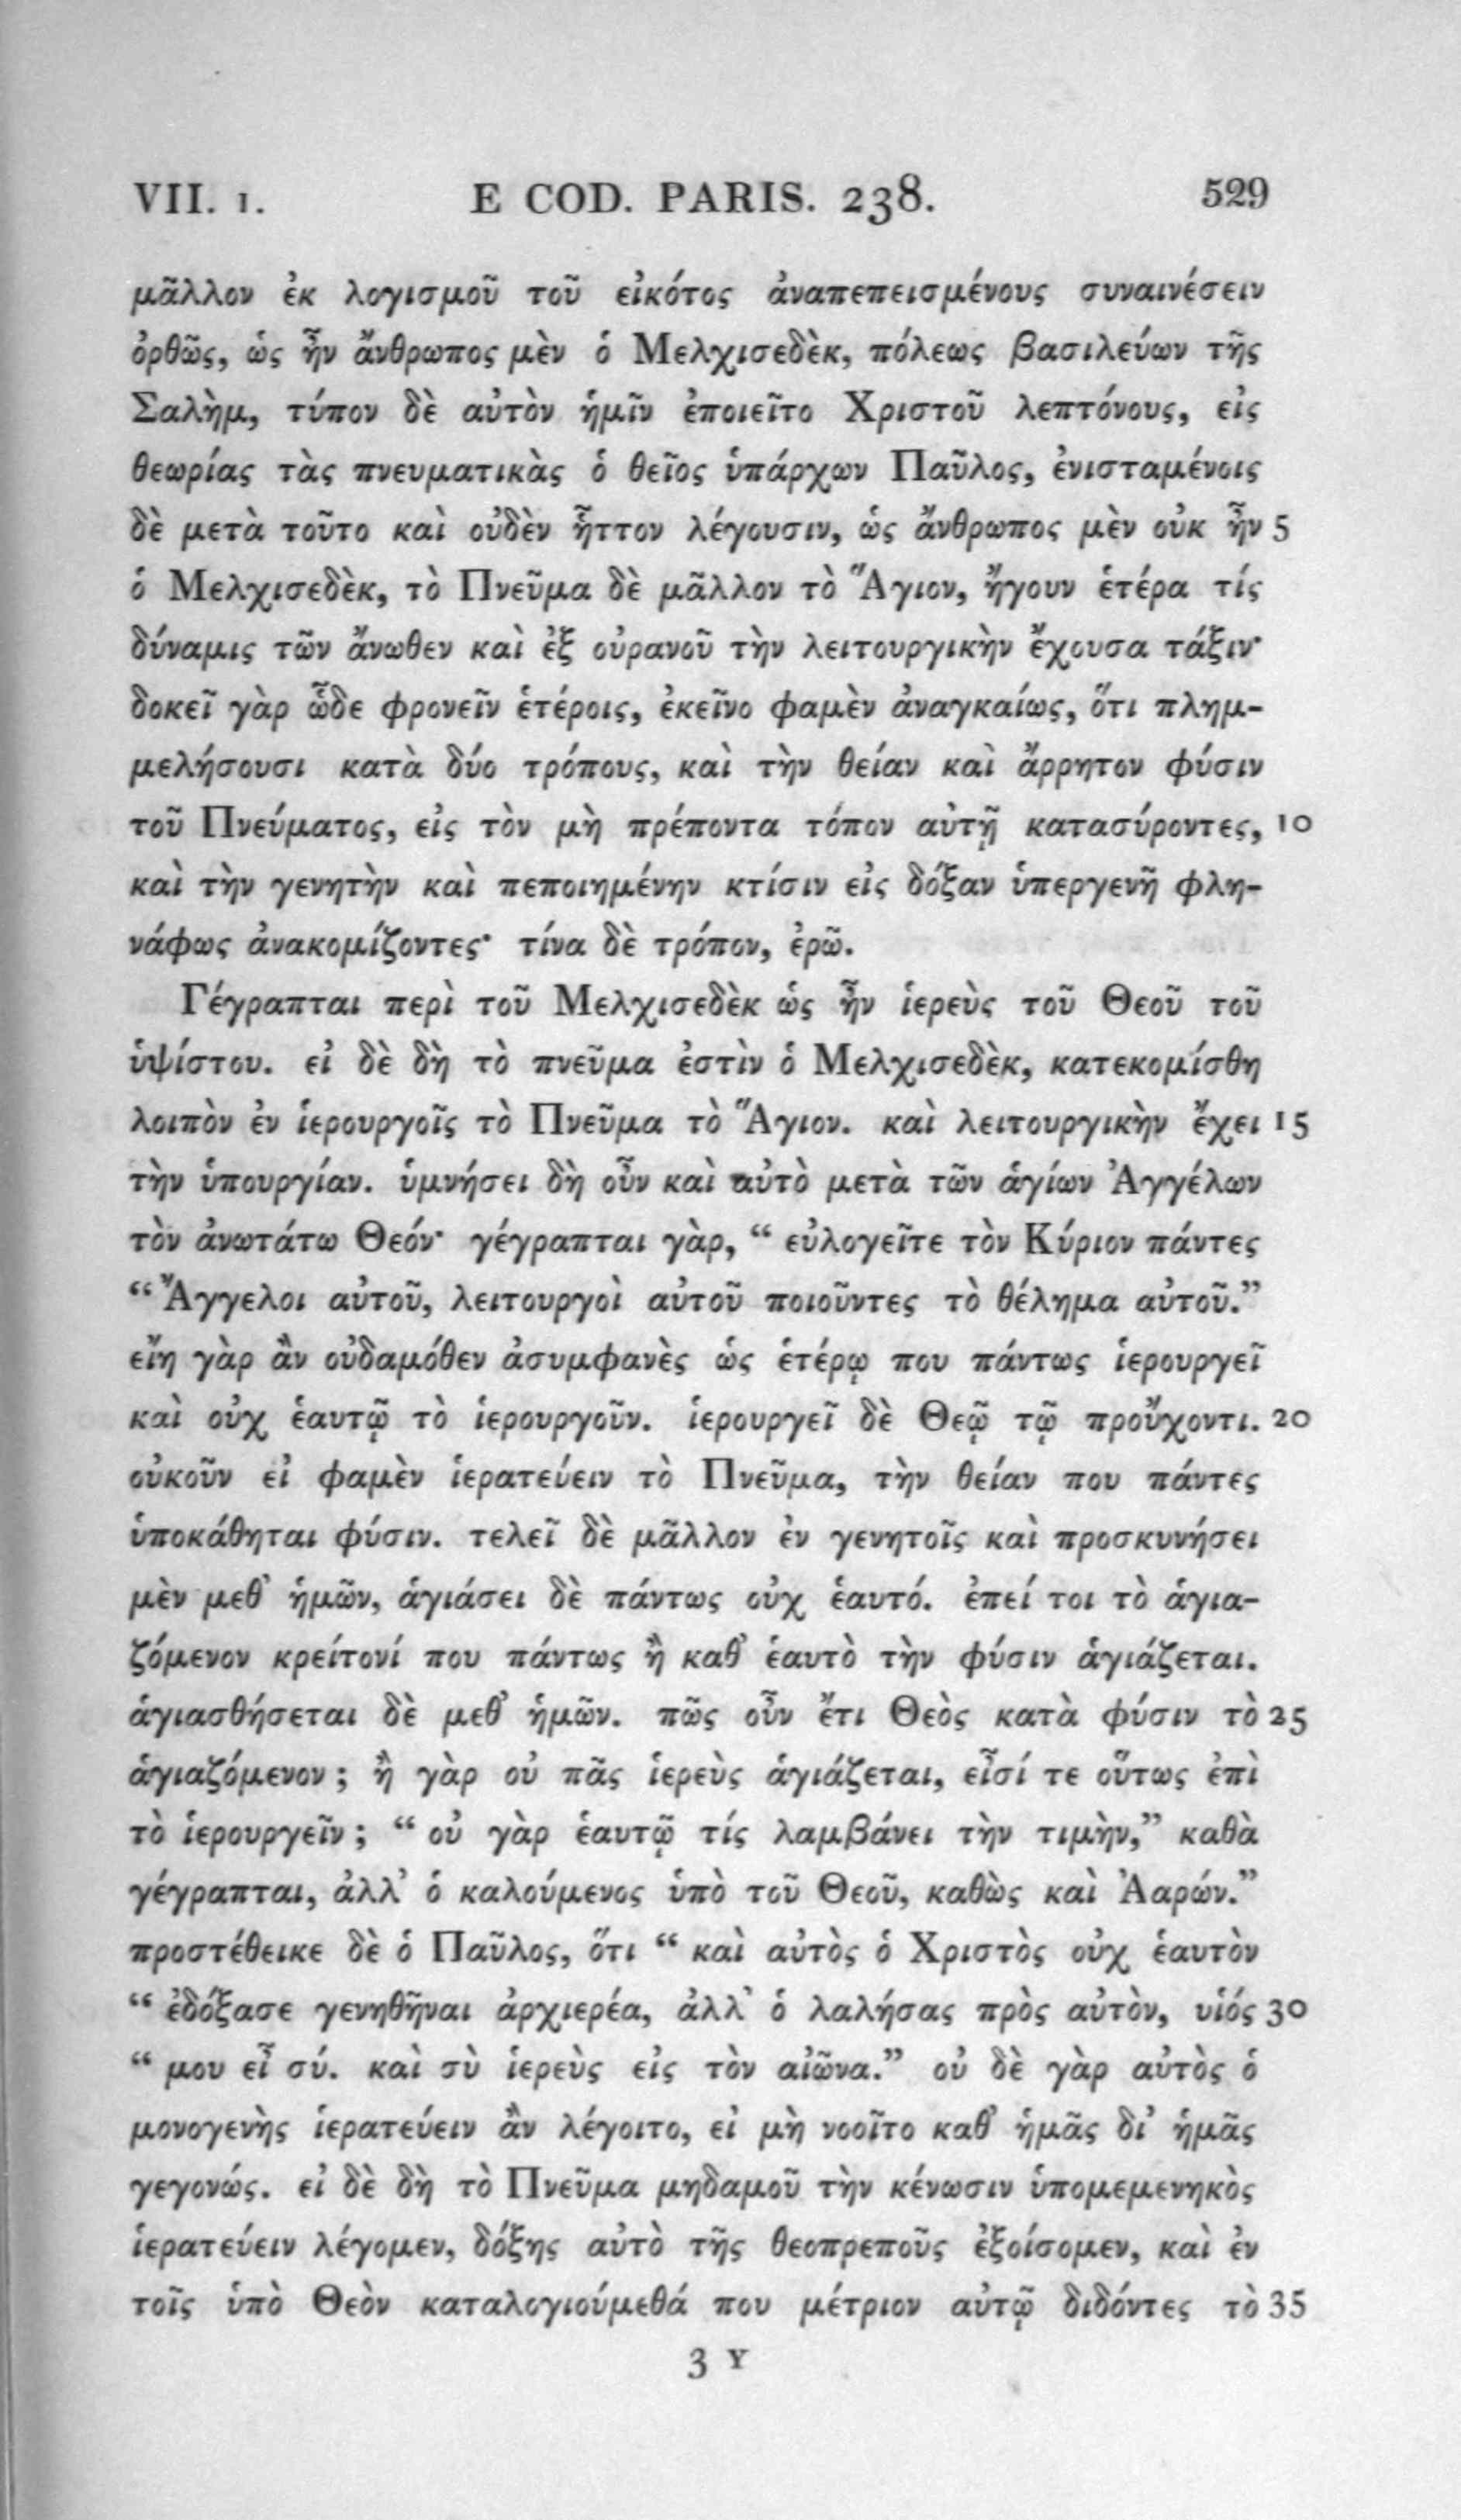 VII. 1. E COD. PARIS. 238. 529
μᾶλλον ἐκ λογισμοῦ τοῦ εἰκότος ἀναπεπεισμένους συναινέσειν
ὀρθῶς, ὡς ἦν ἄνθρωπος μὲν ὁ Μελχισεδὲκ, πόλεως βασιλεύων τῆς
Σαλὴμ, τύπον δὲ αὐτὸν ἡμῖν ἐποιεῖτο Χριστοῦ λεπτόνους, εἰς
θεωρίας τὰς πνευματικὰς ὁ θεῖος ὑπάρχων Παῦλος, ἐνισταμένοις
δὲ μετὰ τοῦτο καὶ οὐδὲν ἧττον λέγουσιν, ὡς ἄνθρωπος μὲν οὐκ ἦν 5
ὁ Μελχισεδὲκ, τὸ Πνεῦμα δὲ μᾶλλον τὸ Ἅγιον, ἤγουν ἑτέρα τίς
δύναμις τῶν ἄνωθεν καὶ ἐξ οὐρανοῦ τὴν λειτουργικὴν ἔχουσα τάξιν·
δοκεῖ γὰρ ὧδε φρονεῖν ἑτέροις, ἐκεῖνο φαμὲν ἀναγκαίως, ὅτι πλημ-
μελήσουσι κατὰ δύο τρόπους, καὶ τὴν θείαν καὶ ἄρρητον φύσιν
τοῦ Πνεύματος, εἰς τὸν μὴ πρέποντα τόπον αὐτῇ κατασύροντες, 10
καὶ τὴν γενητὴν καὶ πεποιημένην κτίσιν εἰς δόξαν ὑπεργενῆ φλη-
νάφως ἀνακομίζοντες· τίνα δὲ τρόπον, ἐρῶ.
Γέγραπται περὶ τοῦ Μελχισεδὲκ ὡς ἦν ἱερεὺς τοῦ Θεοῦ τοῦ
ὑψίστου. εἰ δὲ δὴ τὸ πνεῦμα ἐστὶν ὁ Μελχισεδὲκ, κατεκομίσθη
λοιπὸν ἐν ἱερουργοῖς τὸ Πνεῦμα τὸ Ἅγιον. καὶ λειτουργικὴν ἔχει 15
τὴν ὑπουργίαν. ὑμνήσει δὴ οὖν καὶ αὐτὸ μετὰ τῶν ἁγίων Ἀγγέλων
τὸν ἀνωτάτω Θεόν· γέγραπται γὰρ, “ εὐλογεῖτε τὸν Κύριον πάντες
“ Ἄγγελοι αὐτοῦ, λειτουργοὶ αὐτοῦ ποιοῦντες τὸ θέλημα αὐτοῦ.”
εἴη γὰρ ἂν οὐδαμόθεν ἀσυμφανὲς ὡς ἑτέρῳ που πάντως ἱερουργεῖ
καὶ οὐχ ἑαυτῷ τὸ ἱερουργοῦν. ἱερουργεῖ δὲ Θεῷ τῷ προὔχοντι. 20
οὐκοῦν εἰ φαμὲν ἱερατεύειν τὸ Πνεῦμα, τὴν θείαν που πάντες
ὑποκάθηται φύσιν. τελεῖ δὲ μᾶλλον ἐν γενητοῖς καὶ προσκυνήσει
μὲν μεθ᾽ ἡμῶν, ἁγιάσει δὲ πάντως οὐχ ἑαυτό. ἐπεί τοι τὸ ἁγια-
ζόμενον κρείτονί που πάντως ἢ καθ᾽ ἑαυτὸ τὴν φύσιν ἁγιάζεται.
ἁγιασθήσεται δὲ μεθ᾽ ἡμῶν. πῶς οὖν ἔτι Θεὸς κατὰ φύσιν τὸ 25
ἁγιαζόμενον ; ἢ γὰρ οὐ πᾶς ἱερεὺς ἁγιάζεται, εἶσί τε οὕτως ἐπὶ
τὸ ἱερουργεῖν ; “ οὐ γὰρ ἑαυτῷ τίς λαμβάνει τὴν τιμὴν,” καθὰ
γέγραπται, ἀλλ᾽ ὁ καλούμενος ὑπὸ τοῦ Θεοῦ, καθὼς καὶ Ἀαρών.”
προστέθεικε δὲ ὁ Παῦλος, ὅτι “ καὶ αὐτὸς ὁ Χριστὸς οὐχ ἑαυτὸν
“ ἐδόξασε γενηθῆναι ἀρχιερέα, ἀλλ᾽ ὁ λαλήσας πρὸς αὐτὸν, υἱός 30
“ μου εἶ σύ. καὶ σὺ ἱερεὺς εἰς τὸν αἰῶνα.” οὐ δὲ γὰρ αὐτὸς ὁ
μονογενὴς ἱερατεύειν ἂν λέγοιτο, εἰ μὴ νοοῖτο καθ᾽ ἡμᾶς δι᾽ ἡμᾶς
γεγονώς. εἰ δὲ δὴ τὸ Πνεῦμα μηδαμοῦ τὴν κένωσιν ὑπομεμενηκὸς
ἱερατεύειν λέγομεν, δόξης αὐτὸ τῆς θεοπρεποῦς ἐξοίσομεν, καὶ ἐν
τοῖς ὑπὸ Θεὸν καταλογιούμεθά που μέτριον αὐτῷ διδόντες τὸ 35
3 Y